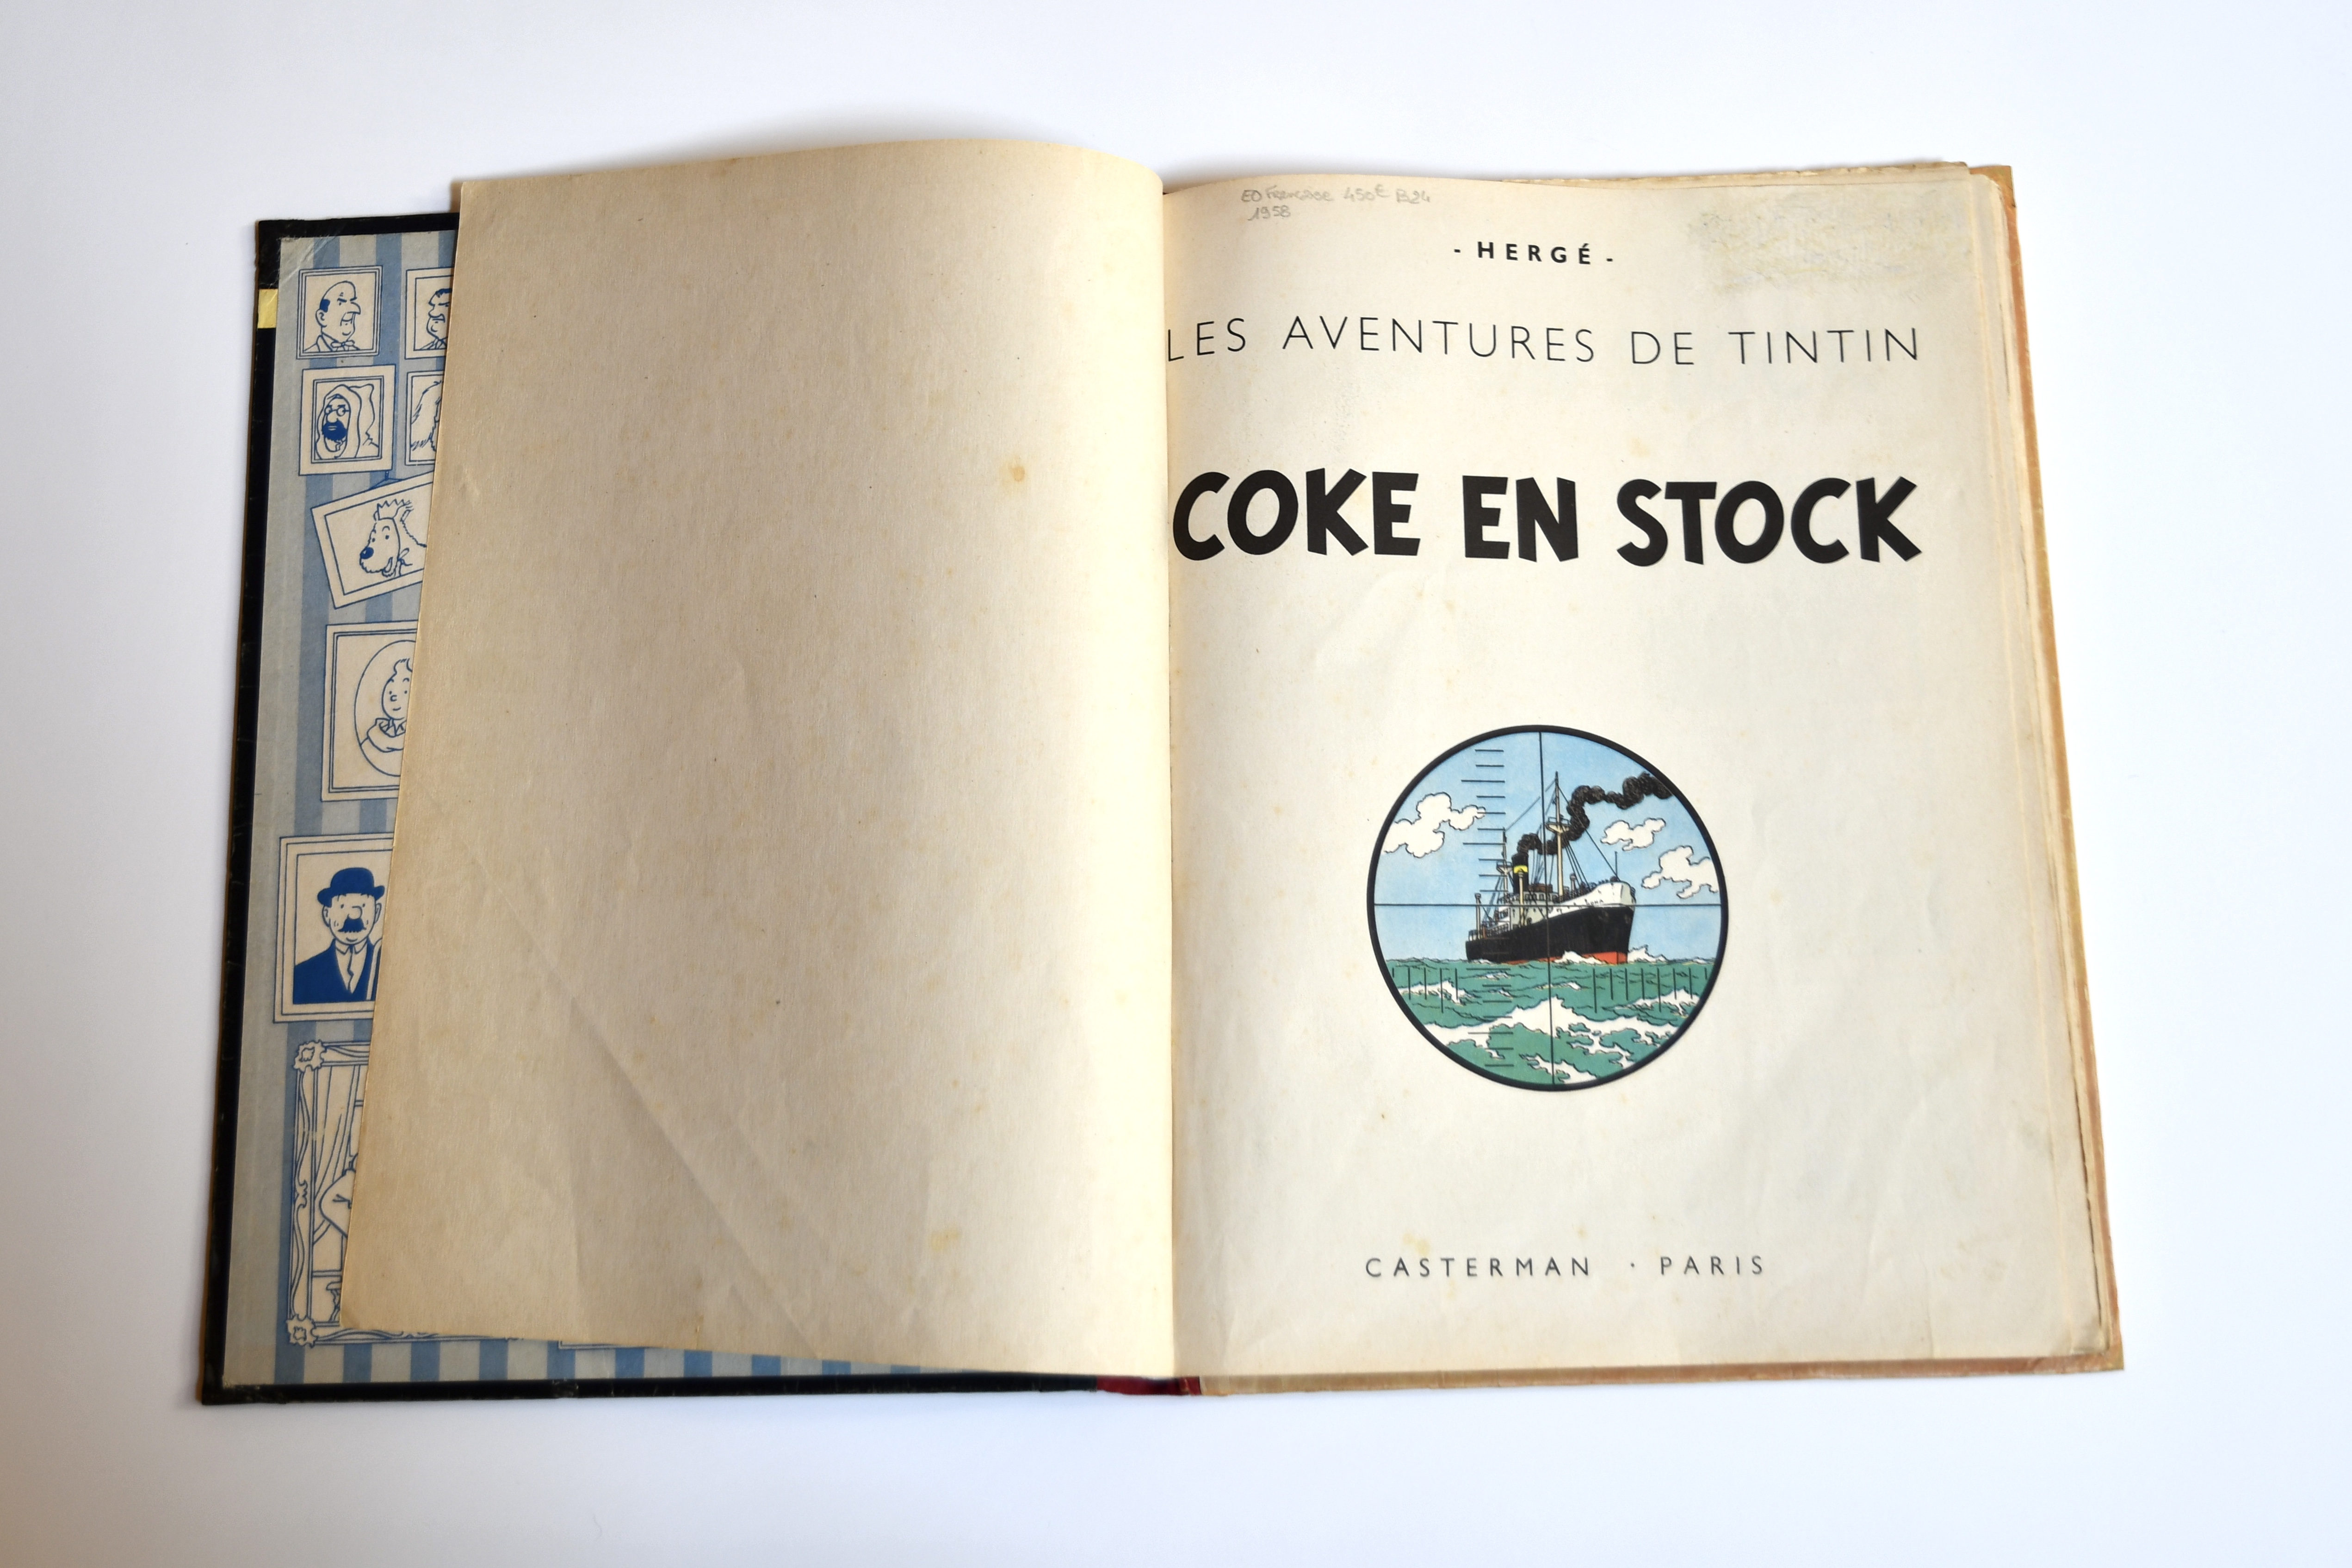 EO Française 450€ B24
1958
- HERGÉ -
LES AVENTURES DE TINTIN
COKE EN STOCK
CASTERMAN · PARIS